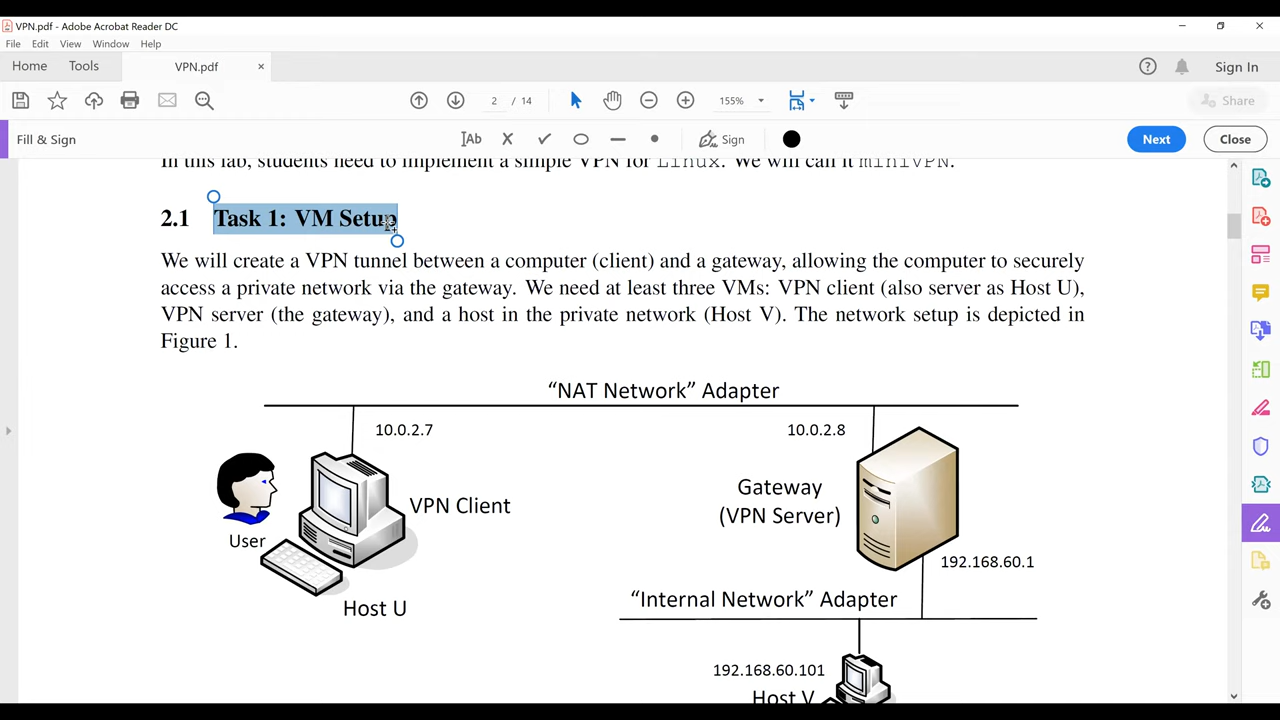 VPN.pdf - Adobe Acrobat Reader DC
File Edit View Window Help
Home Tools VPN.pdf × Sign In
2 / 14 155% Share
Fill & Sign Ab Sign Next Close
In this lab, students need to implement a simple VPN for Linux. We will call it miniVPN.
2.1 Task 1: VM Setup
We will create a VPN tunnel between a computer (client) and a gateway, allowing the computer to securely
access a private network via the gateway. We need at least three VMs: VPN client (also server as Host U),
VPN server (the gateway), and a host in the private network (Host V). The network setup is depicted in
Figure 1.
“NAT Network” Adapter
10.0.2.7 10.0.2.8
Gateway
(VPN Server)
VPN Client
User
192.168.60.1
“Internal Network” Adapter
Host U
192.168.60.101
Host V